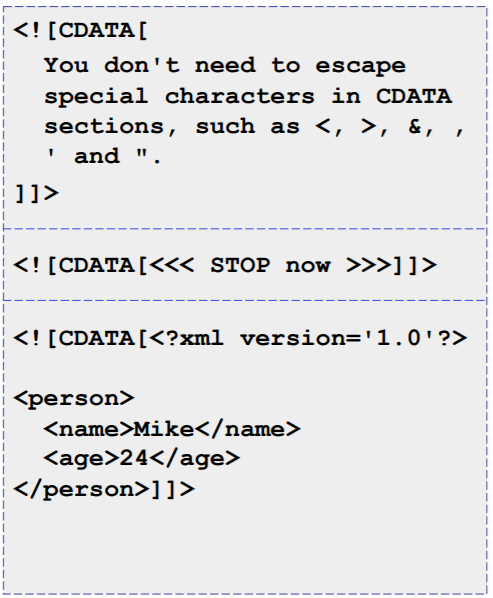 <![CDATA[
You don't need to escape
special characters in CDATA
sections, such as <, >, &, ,
' and ".
]]>
<![CDATA[<<< STOP now >>>]]>
<![CDATA[<?xml version='1.0'?>
<person>
<name>Mike</name>
<age>24</age>
</person>]]>